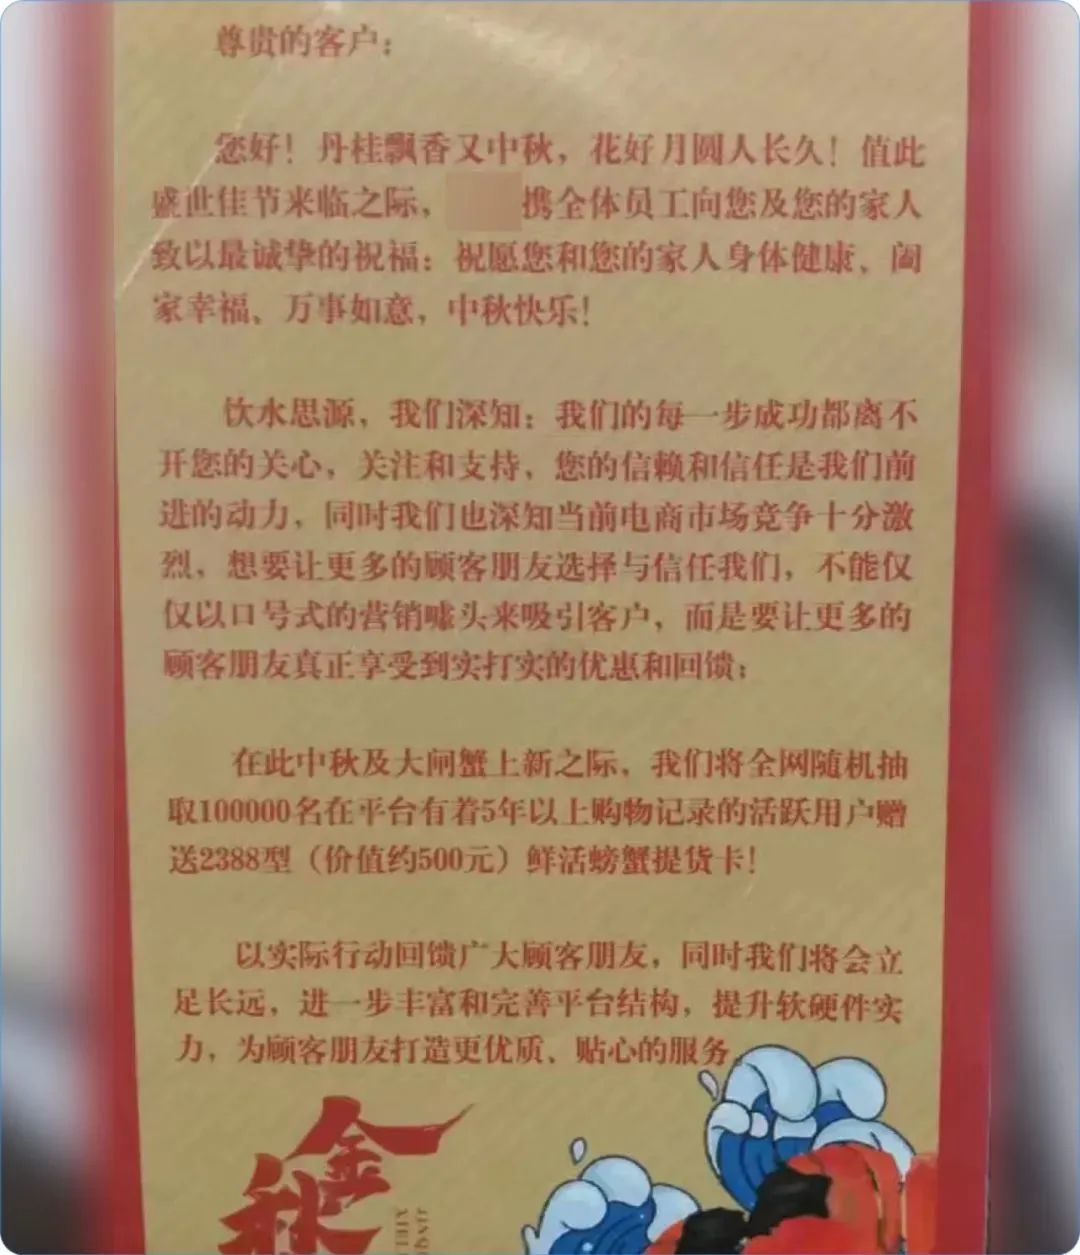 尊贵的客户：
您好！丹桂飘香又中秋，花好月圆人长久！值此
盛世佳节来临之际，携全体员工向您及您的家人
致以最诚挚的祝福：祝愿您和您的家人身体健康、阖
家幸福、万事如意，中秋快乐！
饮水思源，我们深知：我们的每一步成功都离不
开您的关心，关注和支持，您的信赖和信任是我们前
进的动力，同时我们也深知当前电商市场竞争十分激
烈，想要让更多的顾客朋友选择与信任我们，不能仅
仅以口号式的营销噱头来吸引客户，而是要让更多的
顾客朋友真正享受到实打实的优惠和回馈；
在此中秋及大闸蟹上新之际，我们将全网随机抽
取100000名在平台有着5年以上购物记录的活跃用户赠
送2388型（价值约500元）鲜活螃蟹提货卡！
以实际行动回馈广大顾客朋友，同时我们将会立
足长远，进一步丰富和完善平台结构，提升软硬件实
力，为顾客朋友打造更优质、贴心的服务
金
秋